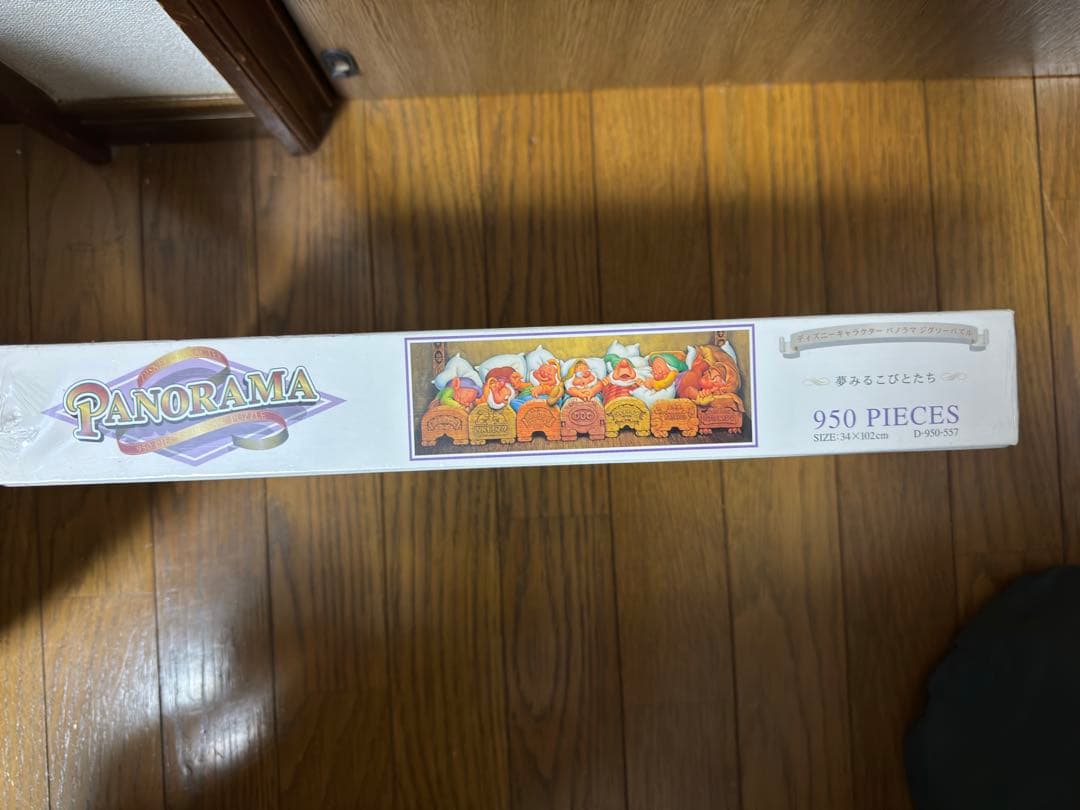 PANORAMA
PUZZLE
ディズニーキャラクター パノラマ ジグソーパズル
夢みるこびとたち
950 PIECES
SIZE:34×102cm D-950-557
DOC